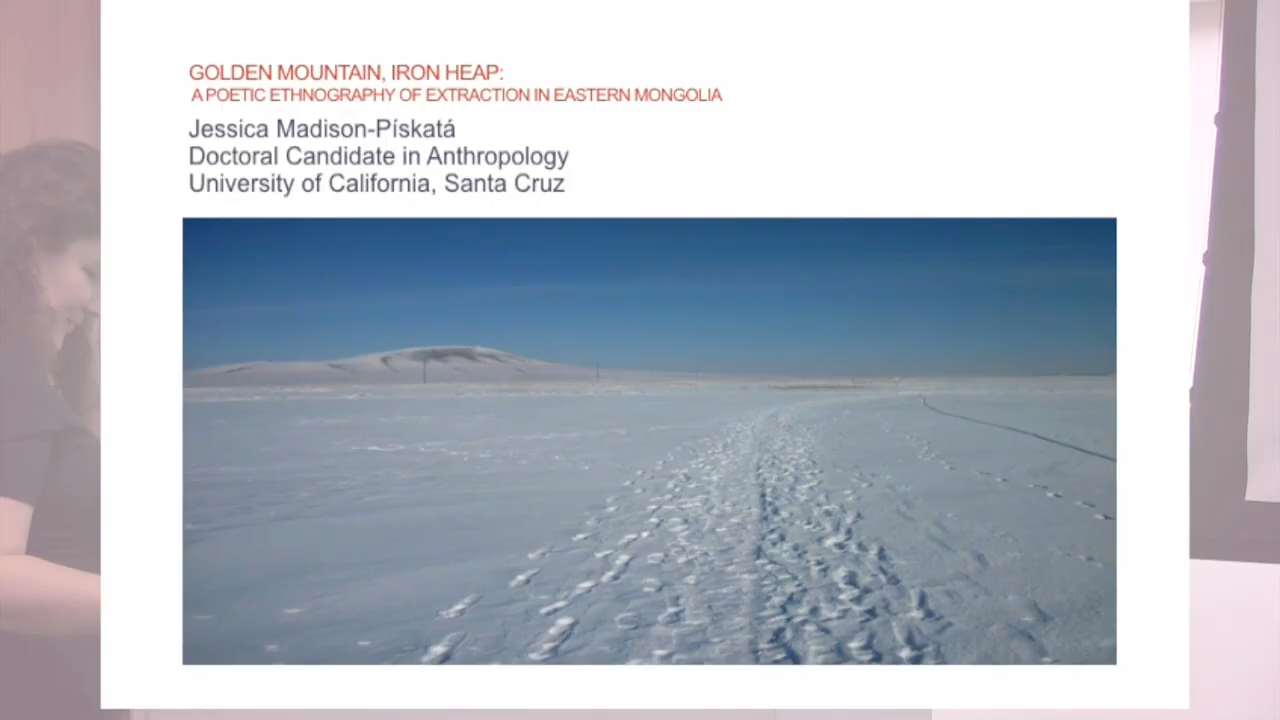 GOLDEN MOUNTAIN, IRON HEAP:
A POETIC ETHNOGRAPHY OF EXTRACTION IN EASTERN MONGOLIA
Jessica Madison-Pískatá
Doctoral Candidate in Anthropology
University of California, Santa Cruz